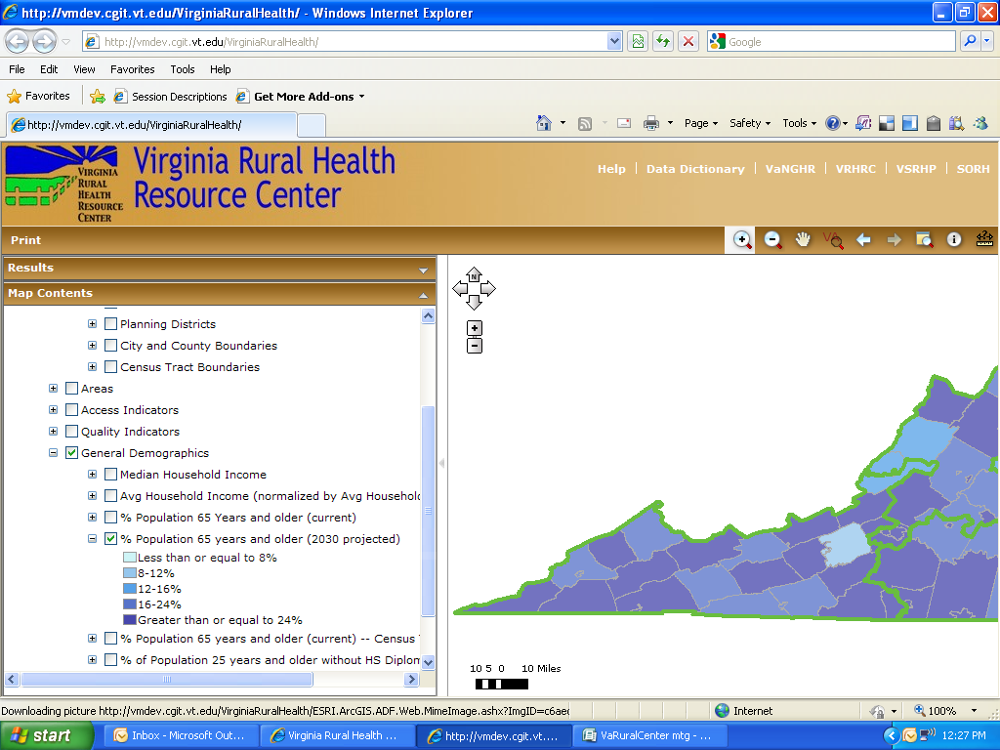 http://vmdev.cgit.vt.edu/VirginiaRuralHealth/ - Windows Internet Explorer
http://vmdev.cgit.vt.edu/VirginiaRuralHealth/ Google
File Edit View Favorites Tools Help
Favorites Session Descriptions Get More Add-ons
http://vmdev.cgit.vt.edu/VirginiaRuralHealth/ Page Safety Tools
VIRGINIA RURAL HEALTH RESOURCE CENTER
Virginia Rural Health
Resource Center
Help Data Dictionary VaNGHR VRHRC VSRHP SORH
Print
Results
Map Contents
Planning Districts
City and County Boundaries
Census Tract Boundaries
Areas
Access Indicators
Quality Indicators
General Demographics
Median Household Income
Avg Household Income (normalized by Avg Househol
% Population 65 Years and older (current)
% Population 65 years and older (2030 projected)
Less than or equal to 8%
8-12%
12-16%
16-24%
Greater than or equal to 24%
% Population 65 years and older (current) -- Census
% of Population 25 years and older without HS Diplom
N
10 5 0 10 Miles
Downloading picture http://vmdev.cgit.vt.edu/VirginiaRuralHealth/ESRI.ArcGIS.ADF.Web.MimeImage.ashx?ImgID=c6aec Internet 100%
start Inbox - Microsoft Out... Virginia Rural Health ... http://vmdev.cgit.vt.... VaRuralCenter mtg - ... 12:27 PM